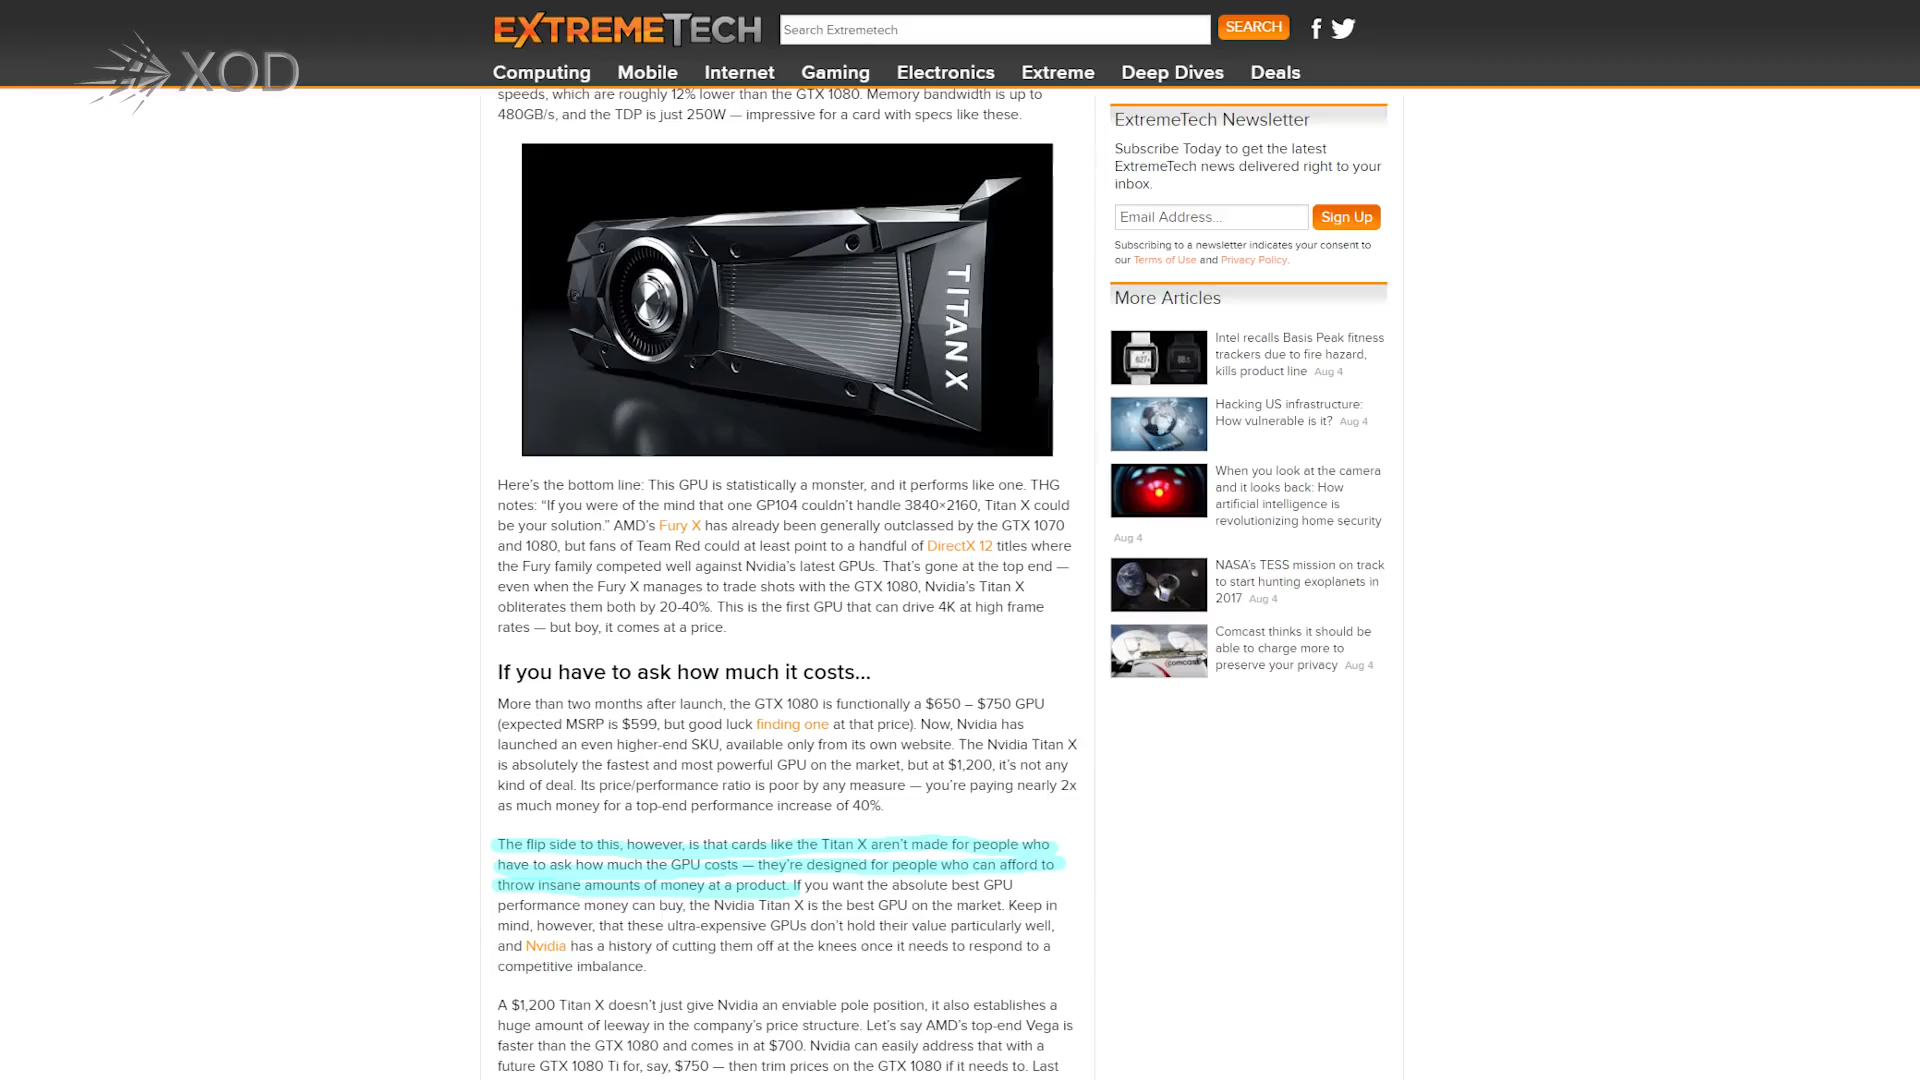 XOD
EXTREMETECH
Search Extremetech
SEARCH
Computing Mobile Internet Gaming Electronics Extreme Deep Dives Deals
speeds, which are roughly 12% lower than the GTX 1080. Memory bandwidth is up to
480GB/s, and the TDP is just 250W — impressive for a card with specs like these.
TITAN X
Here's the bottom line: This GPU is statistically a monster, and it performs like one. THG
notes: “If you were of the mind that one GP104 couldn't handle 3840×2160, Titan X could
be your solution.” AMD's Fury X has already been generally outclassed by the GTX 1070
and 1080, but fans of Team Red could at least point to a handful of DirectX 12 titles where
the Fury family competed well against Nvidia's latest GPUs. That's gone at the top end —
even when the Fury X manages to trade shots with the GTX 1080, Nvidia's Titan X
obliterates them both by 20-40%. This is the first GPU that can drive 4K at high frame
rates — but boy, it comes at a price.
If you have to ask how much it costs...
More than two months after launch, the GTX 1080 is functionally a $650 – $750 GPU
(expected MSRP is $599, but good luck finding one at that price). Now, Nvidia has
launched an even higher-end SKU, available only from its own website. The Nvidia Titan X
is absolutely the fastest and most powerful GPU on the market, but at $1,200, it's not any
kind of deal. Its price/performance ratio is poor by any measure — you're paying nearly 2x
as much money for a top-end performance increase of 40%.
The flip side to this, however, is that cards like the Titan X aren't made for people who
have to ask how much the GPU costs — they're designed for people who can afford to
throw insane amounts of money at a product. If you want the absolute best GPU
performance money can buy, the Nvidia Titan X is the best GPU on the market. Keep in
mind, however, that these ultra-expensive GPUs don't hold their value particularly well,
and Nvidia has a history of cutting them off at the knees once it needs to respond to a
competitive imbalance.
A $1,200 Titan X doesn't just give Nvidia an enviable pole position, it also establishes a
huge amount of leeway in the company's price structure. Let's say AMD's top-end Vega is
faster than the GTX 1080 and comes in at $700. Nvidia can easily address that with a
future GTX 1080 Ti for, say, $750 — then trim prices on the GTX 1080 if it needs to. Last
ExtremeTech Newsletter
Subscribe Today to get the latest
ExtremeTech news delivered right to your
inbox.
Email Address...
Sign Up
Subscribing to a newsletter indicates your consent to
our Terms of Use and Privacy Policy.
More Articles
Intel recalls Basis Peak fitness
trackers due to fire hazard,
kills product line Aug 4
Hacking US infrastructure:
How vulnerable is it? Aug 4
When you look at the camera
and it looks back: How
artificial intelligence is
revolutionizing home security
Aug 4
NASA's TESS mission on track
to start hunting exoplanets in
2017 Aug 4
Comcast thinks it should be
able to charge more to
preserve your privacy Aug 4
comcast